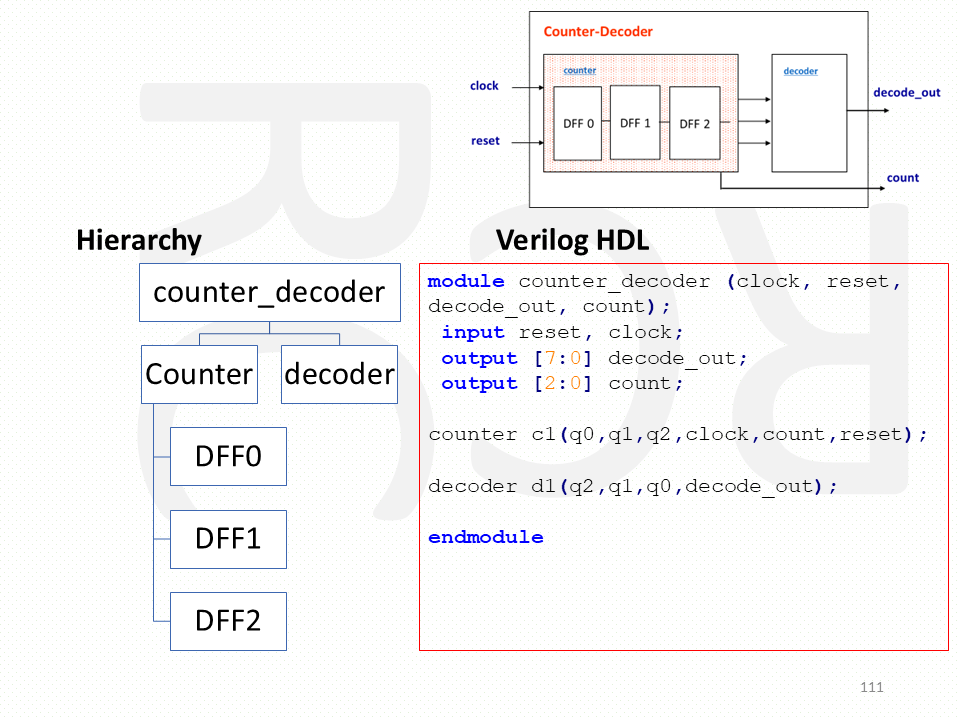 Counter-Decoder
counter
decoder
clock
decode_out
DFF 0
DFF 1
DFF 2
reset
count
Hierarchy
Verilog HDL
counter_decoder
Counter
decoder
DFF0
DFF1
DFF2
module counter_decoder (clock, reset,
decode_out, count);
input reset, clock;
output [7:0] decode_out;
output [2:0] count;
counter c1(q0,q1,q2,clock,count,reset);
decoder d1(q2,q1,q0,decode_out);
endmodule
111